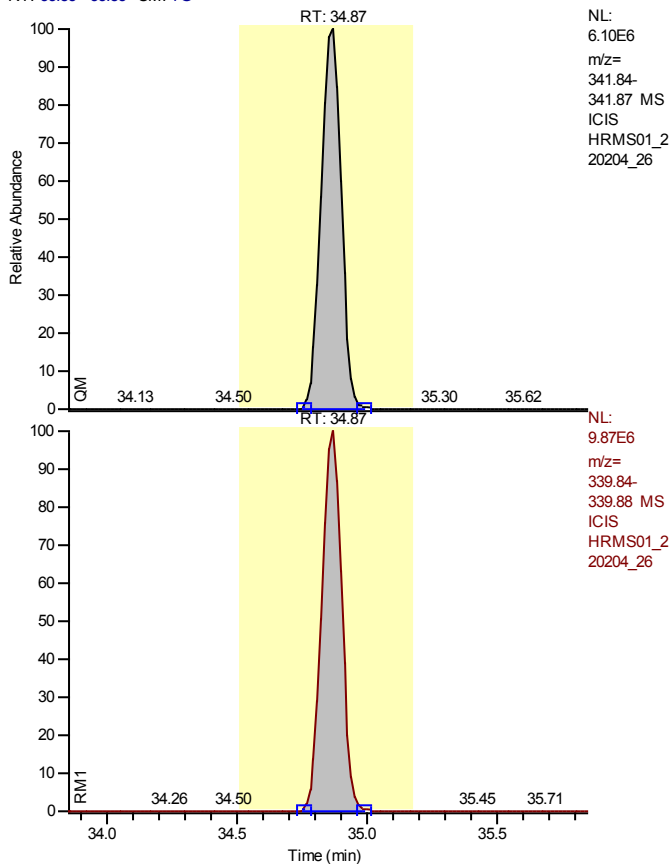 RT: 34.87
NL:
6.10E6
m/z=
341.84-
341.87 MS
ICIS
HRMS01_2
20204_26
100
90
80
70
60
50
40
30
20
10
0
Relative Abundance
QM
34.13 34.50 35.30 35.62
RT: 34.87
NL:
9.87E6
m/z=
339.84-
339.88 MS
ICIS
HRMS01_2
20204_26
100
90
80
70
60
50
40
30
20
10
0
RM1
34.26 34.50 35.45 35.71
34.0 34.5 35.0 35.5
Time (min)